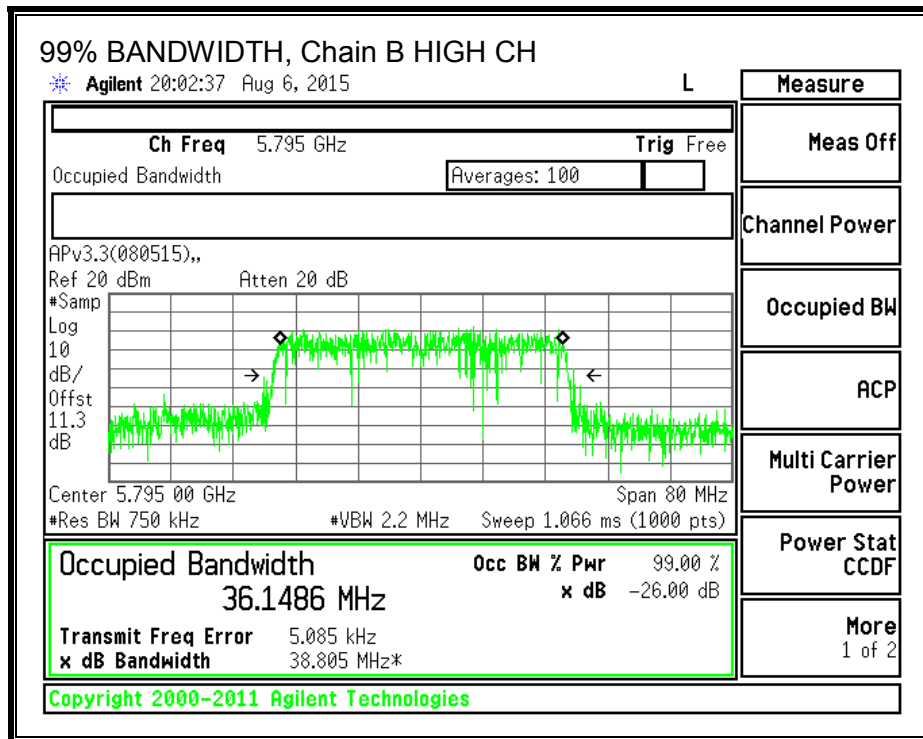 99% BANDWIDTH, Chain B HIGH CH
Agilent 20:02:37 Aug 6, 2015 L
Measure
Ch Freq 5.795 GHz Trig Free
Occupied Bandwidth Averages: 100
APv3.3(080515),,
Ref 20 dBm Atten 20 dB
#Samp
Log
10
dB/
Offst
11.3
dB
Center 5.795 00 GHz Span 80 MHz
#Res BW 750 kHz #VBW 2.2 MHz Sweep 1.066 ms (1000 pts)
Occupied Bandwidth
36.1486 MHz
Occ BW % Pwr 99.00 %
x dB -26.00 dB
Transmit Freq Error 5.085 kHz
x dB Bandwidth 38.805 MHz*
Copyright 2000-2011 Agilent Technologies
Meas Off
Channel Power
Occupied BW
ACP
Multi Carrier
Power
Power Stat
CCDF
More
1 of 2